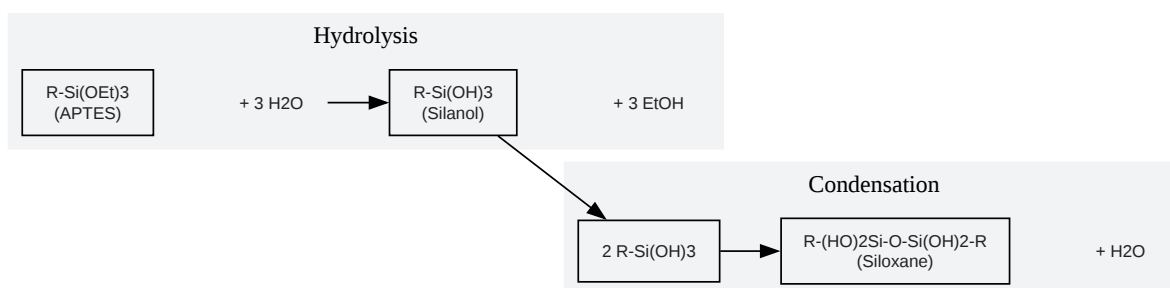 Hydrolysis
R-Si(OEt)3
(APTES)
+ 3 H2O
R-Si(OH)3
(Silanol)
+ 3 EtOH
Condensation
2 R-Si(OH)3
R-(HO)2Si-O-Si(OH)2-R
(Siloxane)
+ H2O